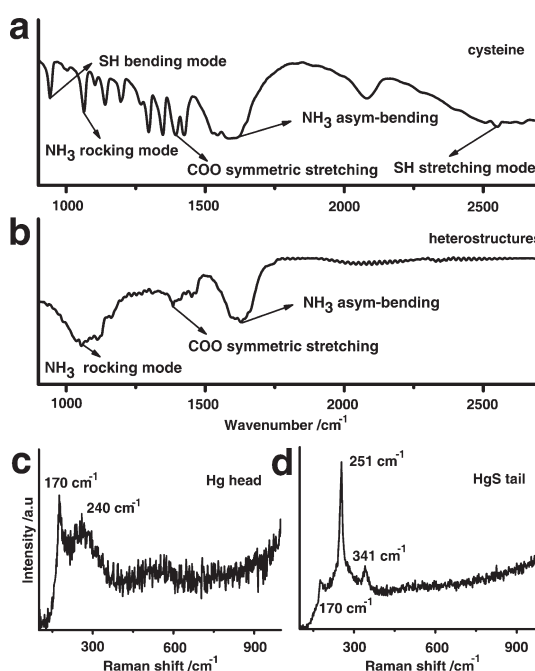 a
cysteine
SH bending mode
NH3 asym-bending
NH3 rocking mode
COO symmetric stretching
SH stretching mode
1000 1500 2000 2500
b
heterostructures
NH3 asym-bending
COO symmetric stretching
NH3 rocking mode
1000 1500 2000 2500
Wavenumber /cm-1
c
Hg head
170 cm-1
240 cm-1
Intensity /a.u
300 600 900
Raman shift /cm-1
d
251 cm-1
HgS tail
341 cm-1
170 cm-1
300 600 900
Raman shift /cm-1